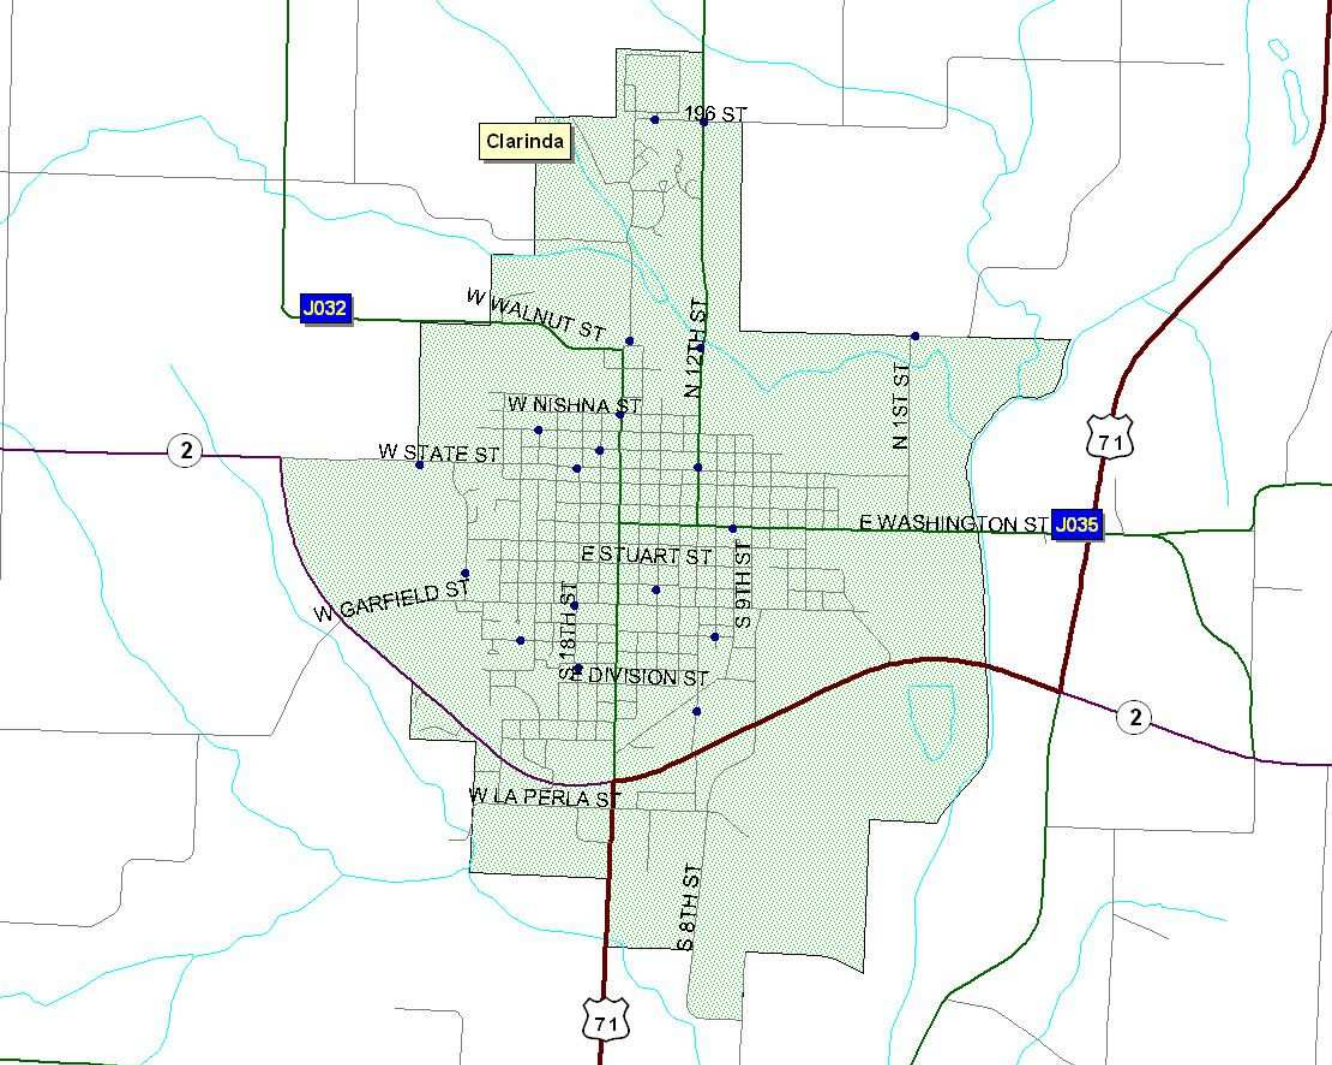 196 ST
Clarinda
J032
W WALNUT ST
N 12TH ST
N 1ST ST
W NISHNA ST
71
2
W STATE ST
E WASHINGTON ST
J035
E STUART ST
S 9TH ST
W GARFIELD ST
S 18TH ST
E DIVISION ST
2
W LA PERLA ST
S 8TH ST
71